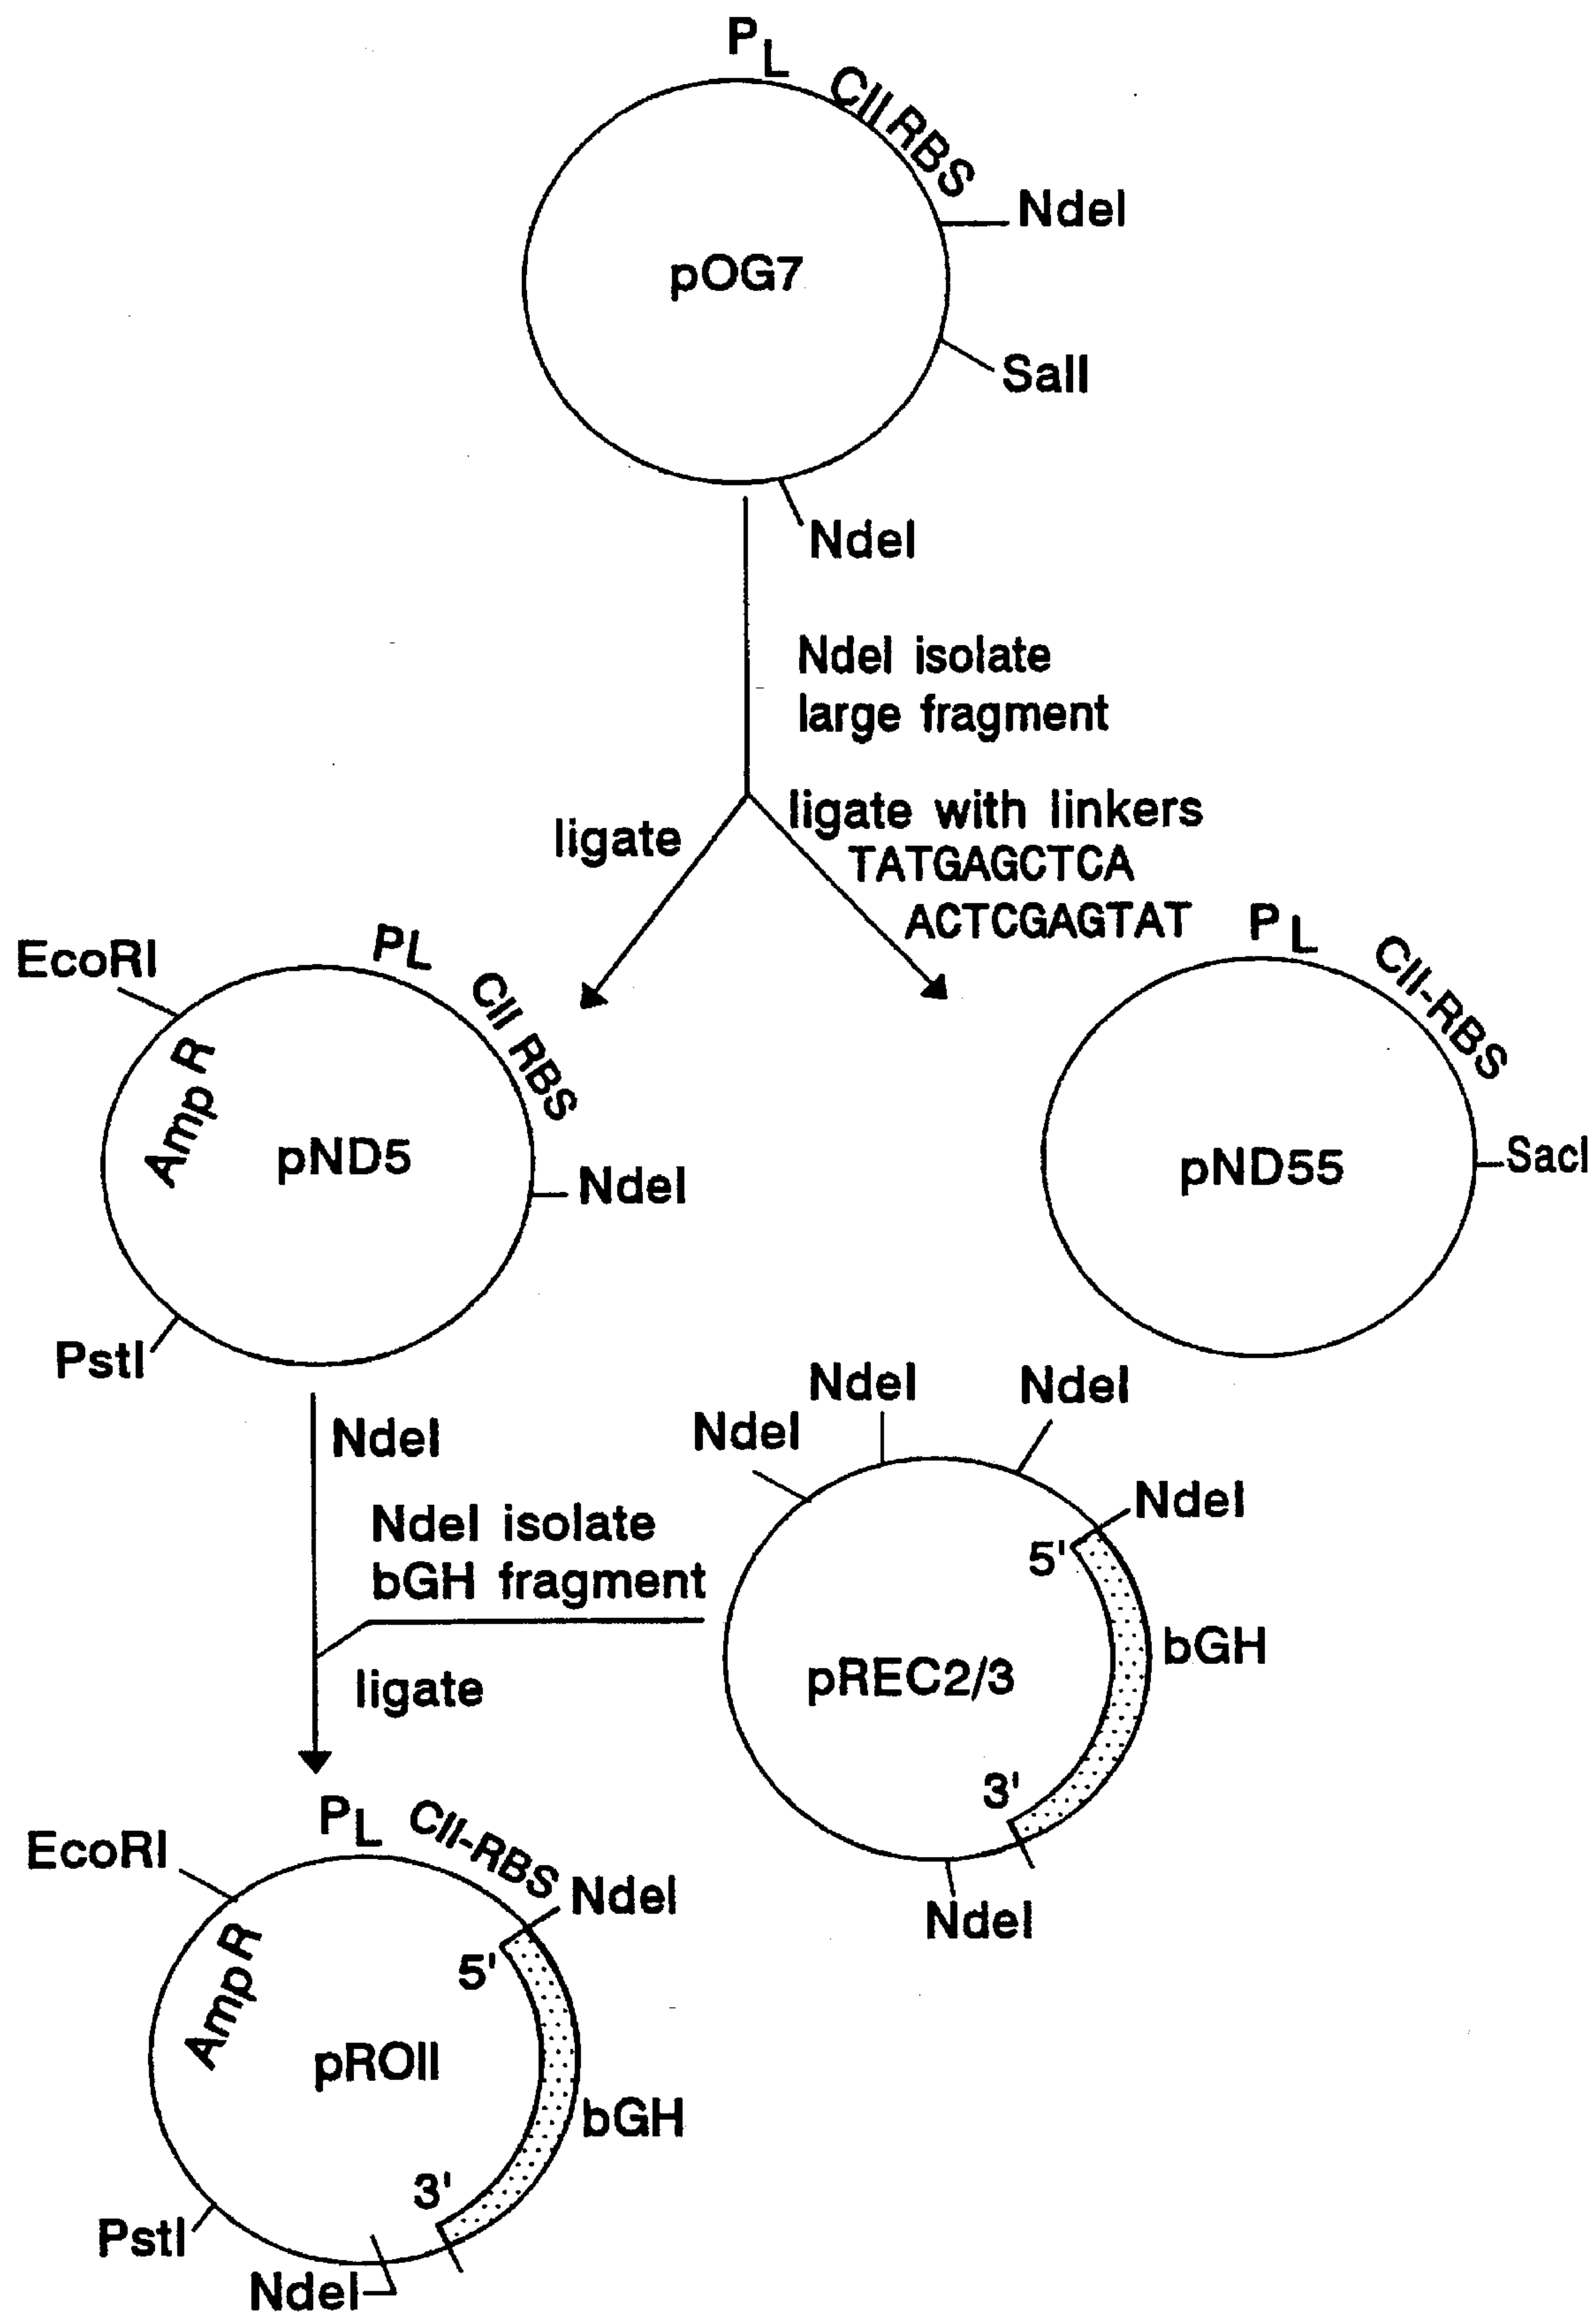 PL
CII RBS
NdeI
pOG7
SalI
NdeI
NdeI isolate
large fragment
ligate
ligate with linkers
TATGAGCTCA
ACTCGAGTAT
EcoRI
PL
CII RBS
AmpR
pND5
NdeI
PstI
PL
CII-RBS
pND55
SacI
NdeI
NdeI isolate
bGH fragment
ligate
NdeI
NdeI
NdeI
NdeI
5'
bGH
pREC2/3
3'
NdeI
PL
CII-RBS
EcoRI
NdeI
AmpR
5'
pROII
bGH
3'
PstI
NdeI